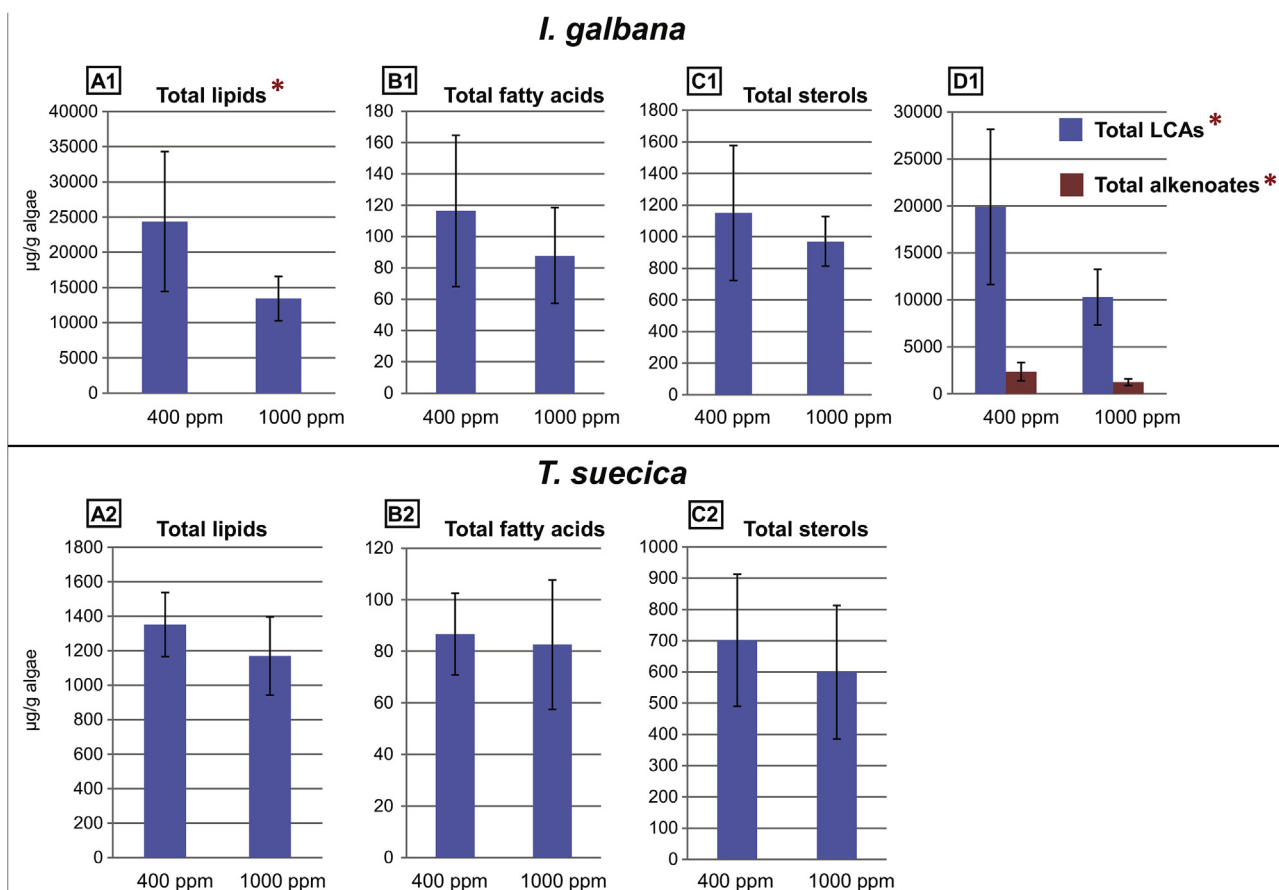 I. galbana
A1
Total lipids *
40000
35000
30000
25000
20000
15000
10000
5000
0
µg/g algae
400 ppm 1000 ppm
B1
Total fatty acids
180
160
140
120
100
80
60
40
20
0
400 ppm 1000 ppm
C1
Total sterols
1800
1600
1400
1200
1000
800
600
400
200
0
400 ppm 1000 ppm
D1
30000
25000
20000
15000
10000
5000
0
Total LCAs *
Total alkenoates *
400 ppm 1000 ppm
T. suecica
A2
Total lipids
1800
1600
1400
1200
1000
800
600
400
200
0
µg/g algae
400 ppm 1000 ppm
B2
Total fatty acids
120
100
80
60
40
20
0
400 ppm 1000 ppm
C2
Total sterols
1000
900
800
700
600
500
400
300
200
100
0
400 ppm 1000 ppm